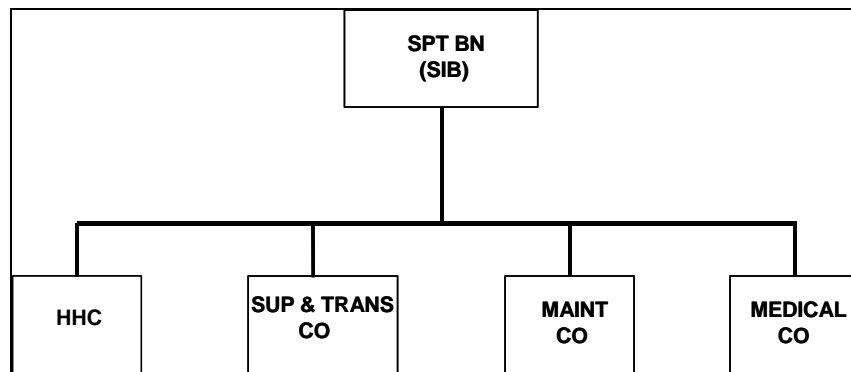 SPT BN
(SIB)
HHC
SUP & TRANS
CO
MAINT
CO
MEDICAL
CO